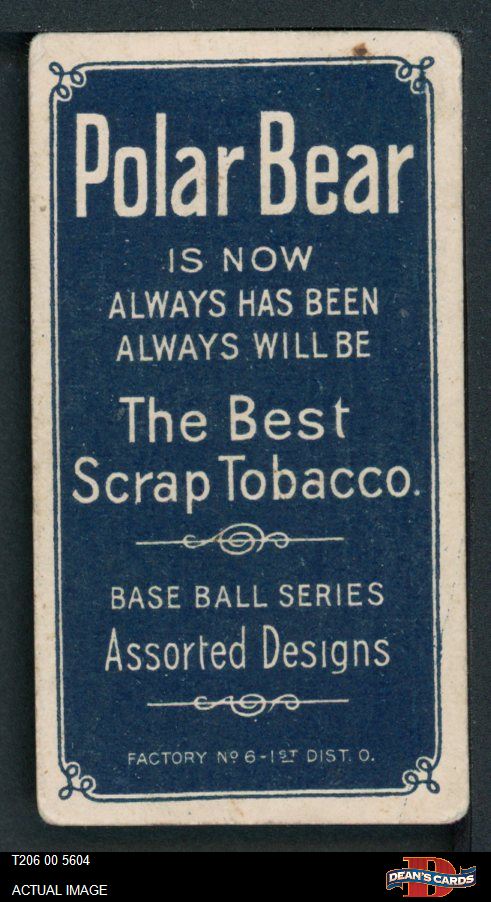 Polar Bear
IS NOW
ALWAYS HAS BEEN
ALWAYS WILL BE
The Best
Scrap Tobacco.
BASE BALL SERIES
Assorted Designs
FACTORY Nº 6-1ST DIST. O.
T206 00 5604
ACTUAL IMAGE
D
DEAN'S CARDS